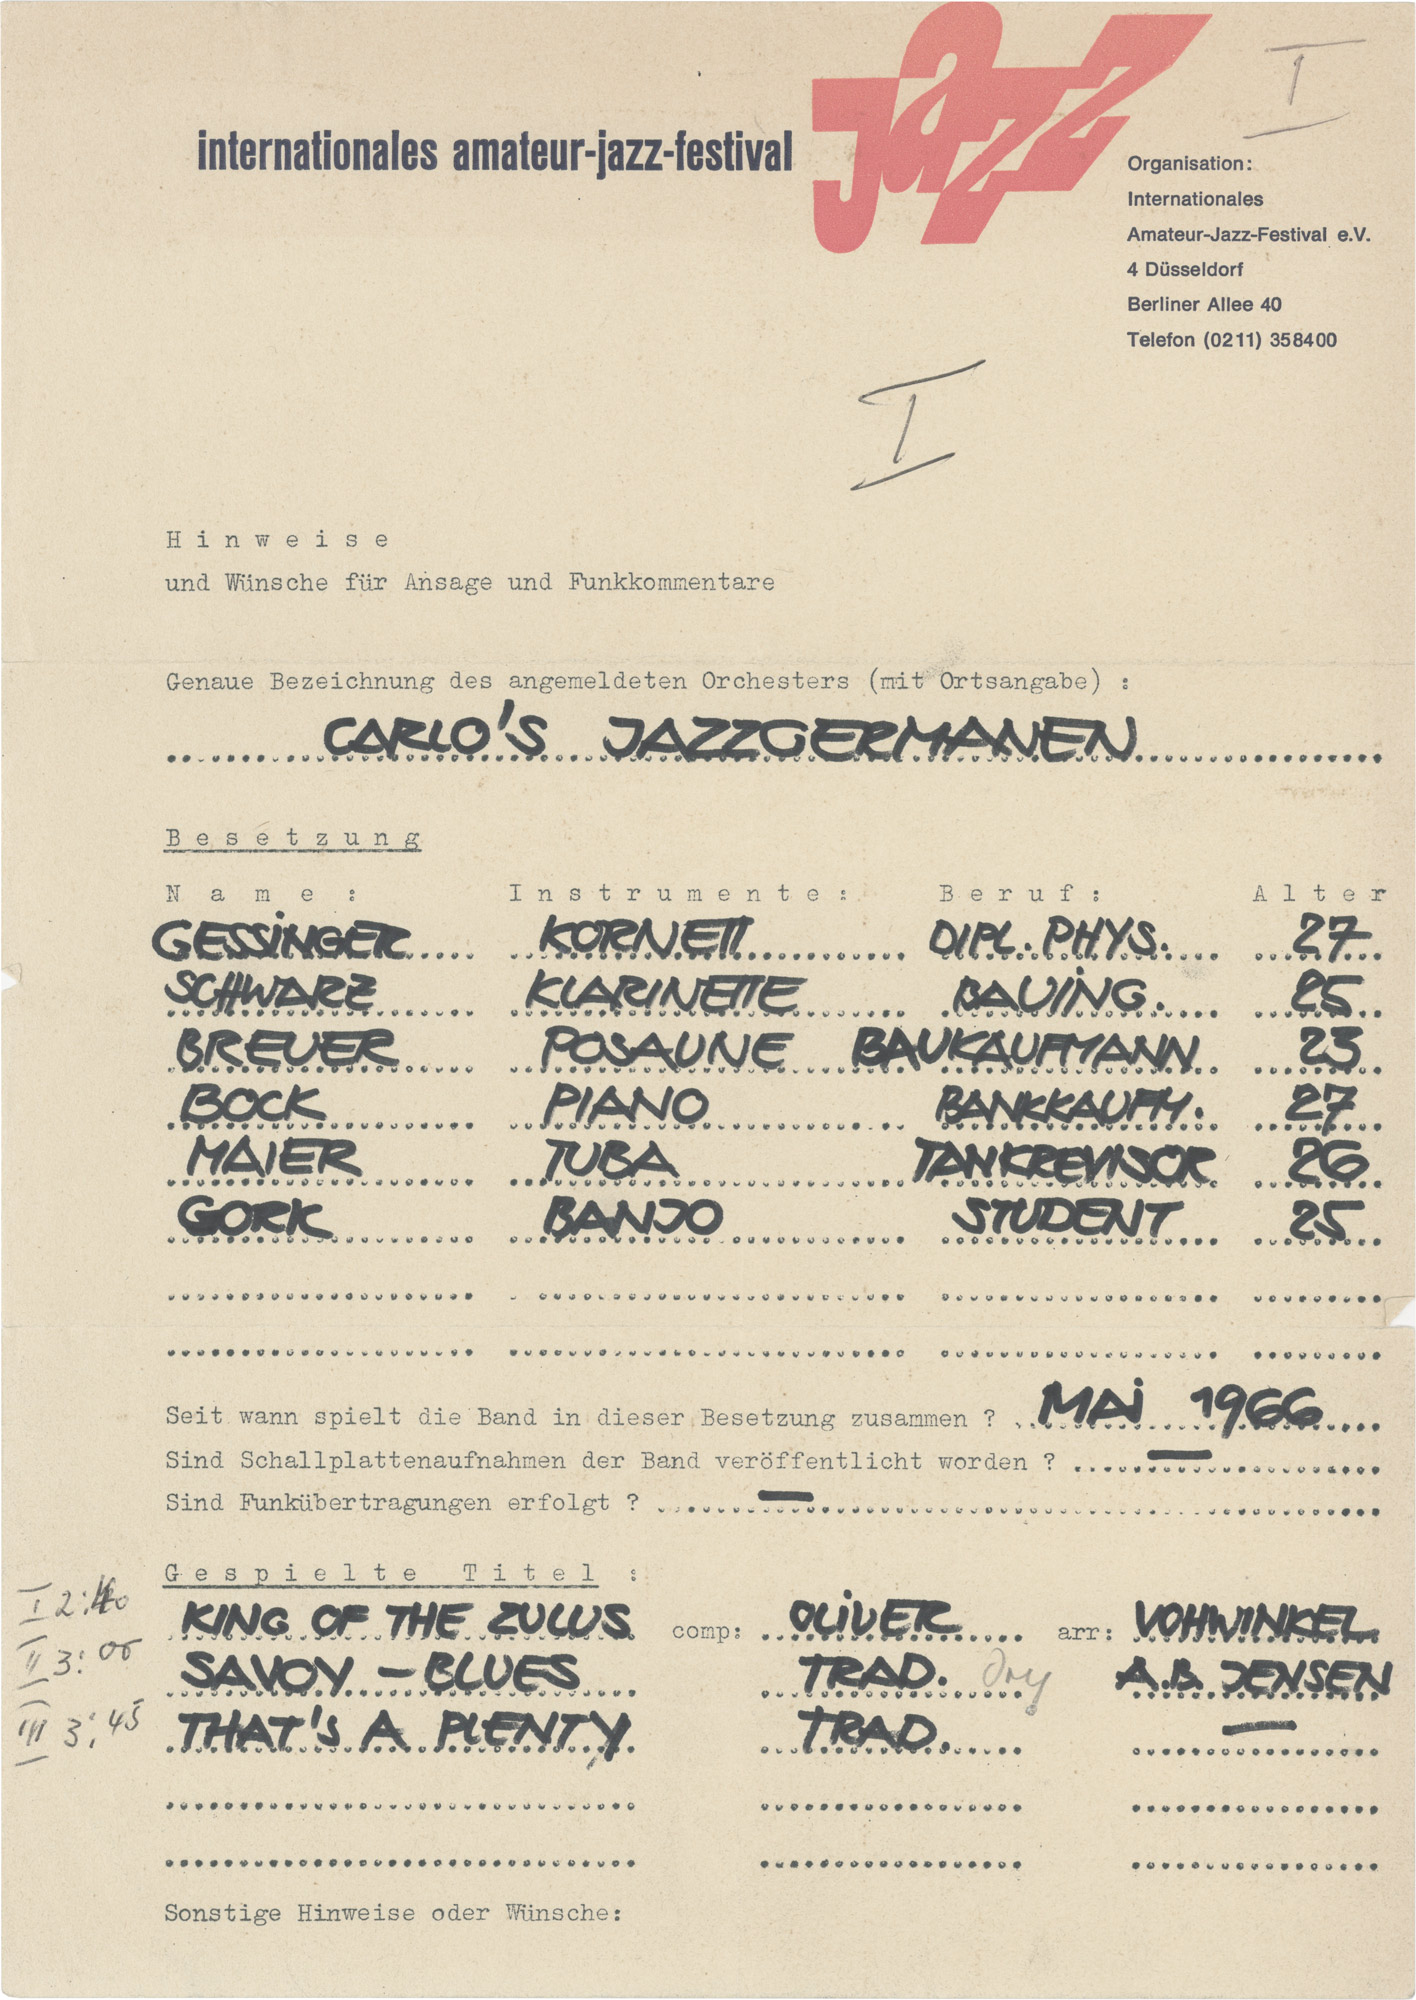 Jazz
I
internationales amateur-jazz-festival
Organisation:
Internationales
Amateur-Jazz-Festival e.V.
4 Düsseldorf
Berliner Allee 40
Telefon (0211) 358400
I
Hinweise
und Wünsche für Ansage und Funkkommentare
Genaue Bezeichnung des angemeldeten Orchesters (mit Ortsangabe) :
CARLO'S JAZZGERMANEN
Besetzung
Name: Instrumente: Beruf: Alter
GESSINGER KORNETT DIPL. PHYS. 27
SCHWARZ KLARINETTE BAUING. 25
BREUER POSAUNE BAUKAUFMANN 23
BOCK PIANO BANKKAUFM. 27
MAIER TUBA TANKREVISOR 26
GORK BANJO STUDENT 25
Seit wann spielt die Band in dieser Besetzung zusammen ? MAI 1966
Sind Schallplattenaufnahmen der Band veröffentlicht worden ? —
Sind Funkübertragungen erfolgt ? —
Gespielte Titel :
I 2:40 KING OF THE ZULUS comp: OLIVER arr: VOHWINKEL
II 3:00 SAVOY - BLUES TRAD. A.B. JENSEN
III 3:45 THAT'S A PLENTY TRAD. —
Sonstige Hinweise oder Wünsche: